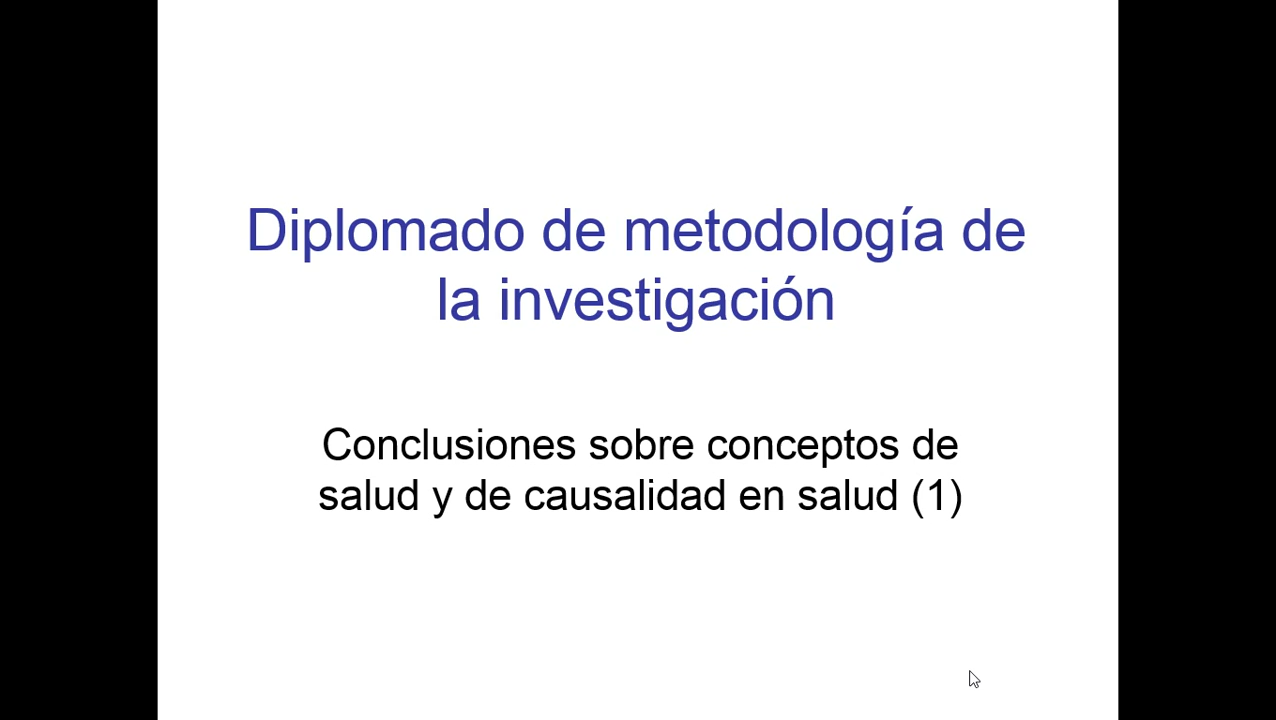 Diplomado de metodología de
la investigación
Conclusiones sobre conceptos de
salud y de causalidad en salud (1)